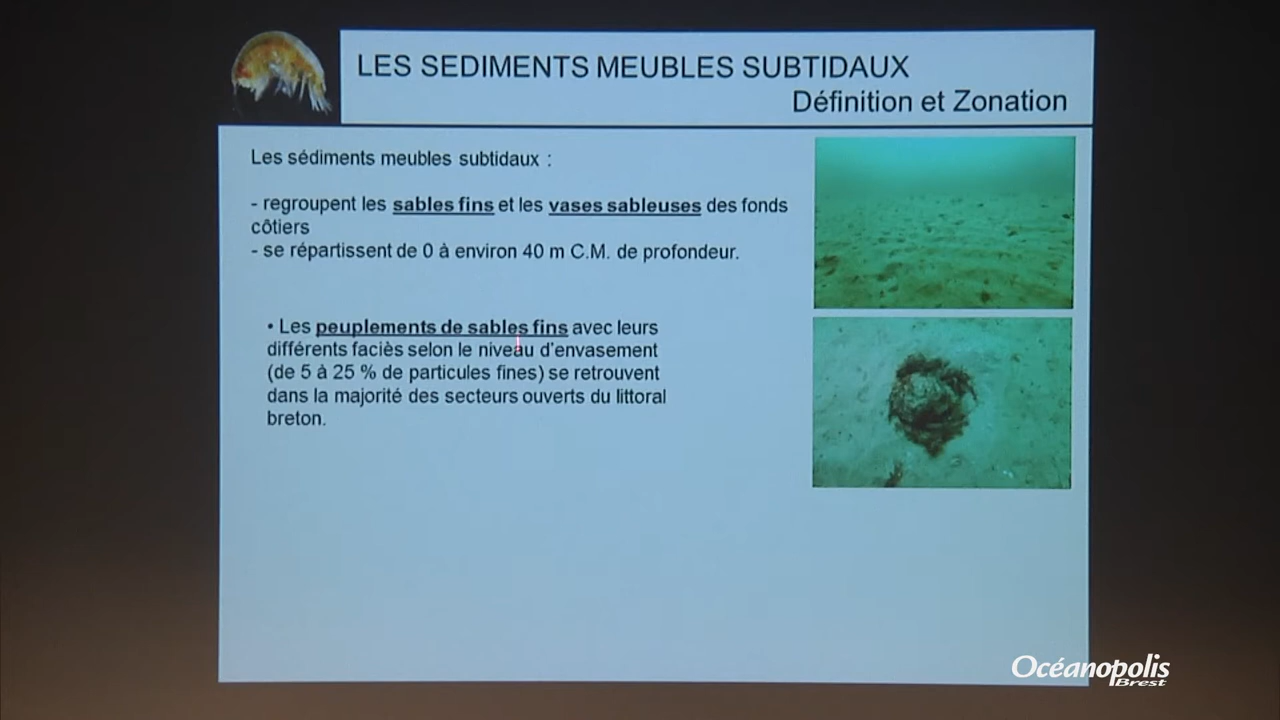 LES SEDIMENTS MEUBLES SUBTIDAUX
Définition et Zonation
Les sédiments meubles subtidaux :
- regroupent les sables fins et les vases sableuses des fonds
côtiers
- se répartissent de 0 à environ 40 m C.M. de profondeur.
• Les peuplements de sables fins avec leurs
différents faciès selon le niveau d'envasement
(de 5 à 25 % de particules fines) se retrouvent
dans la majorité des secteurs ouverts du littoral
breton.
Océanopolis
Brest